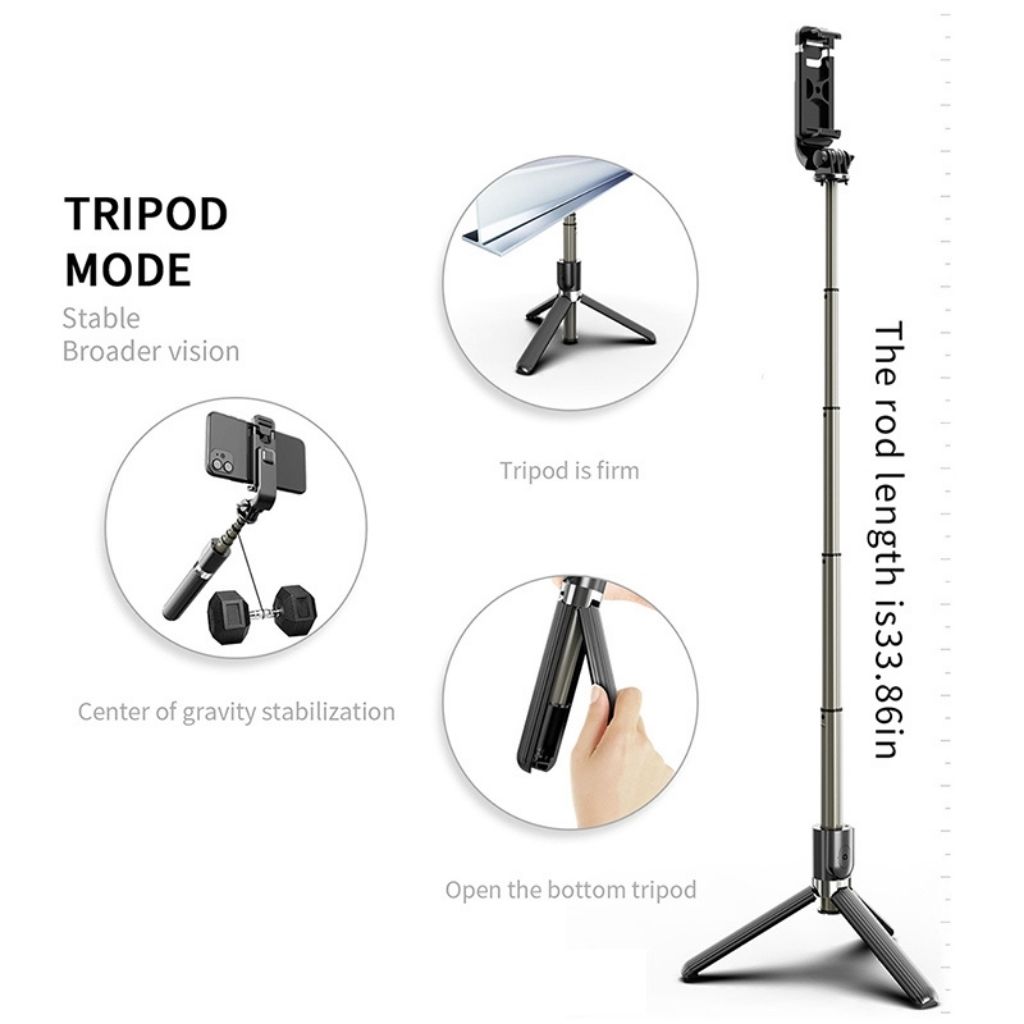 TRIPOD
MODE
Stable
Broader vision
Tripod is firm
The rod length is33.86in
Center of gravity stabilization
Open the bottom tripod